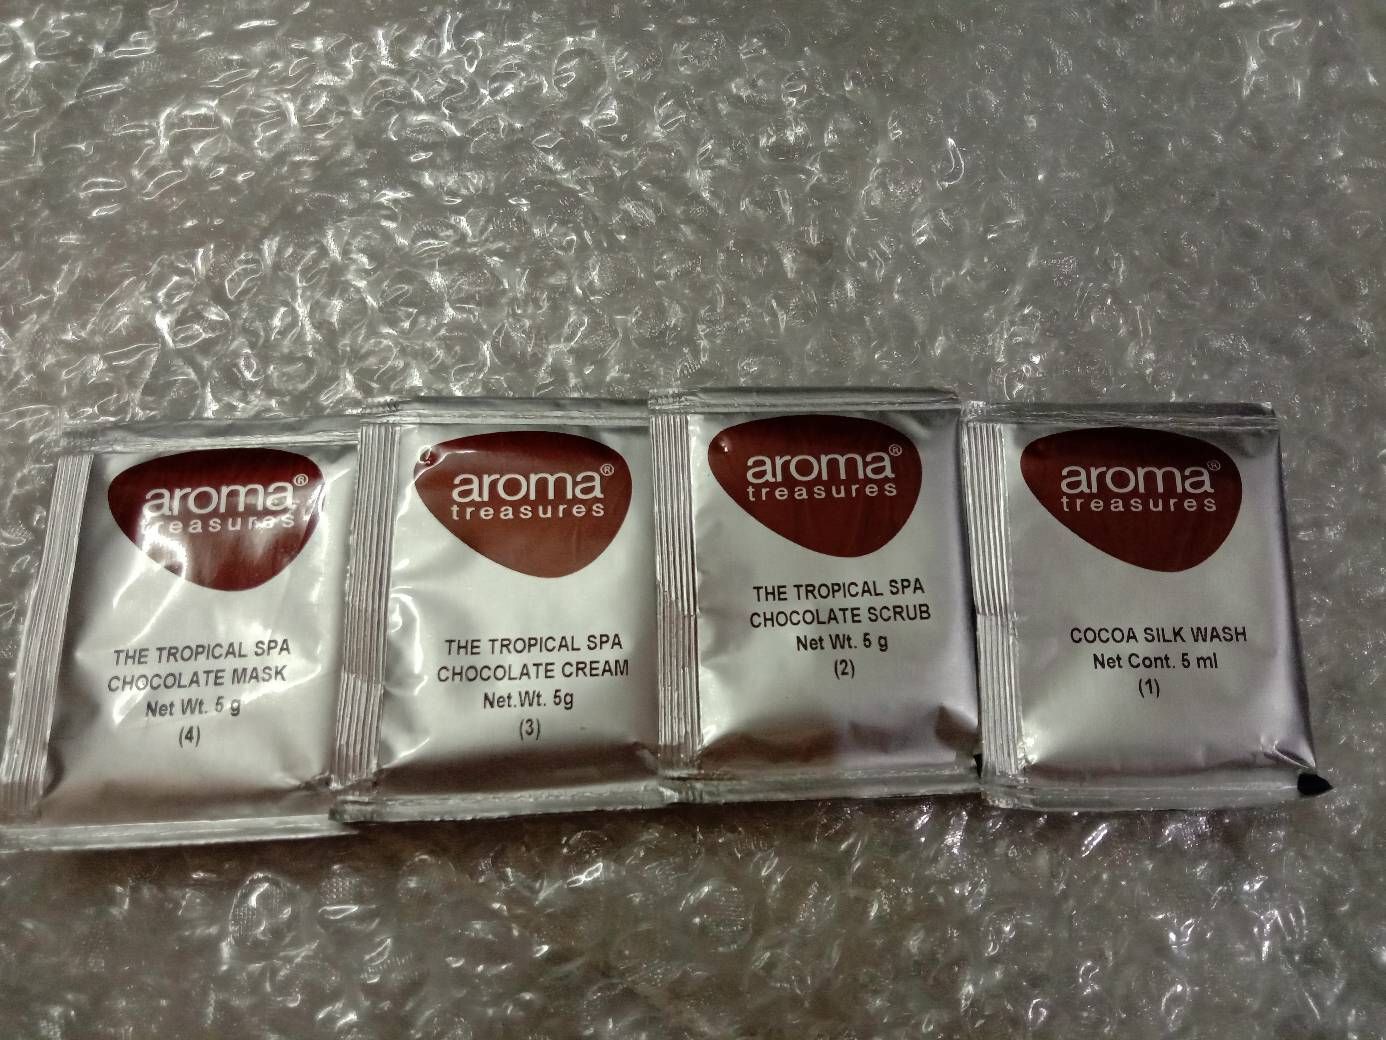 aroma®
treasures
THE TROPICAL SPA
CHOCOLATE MASK
Net Wt. 5 g
(4)
aroma®
treasures
THE TROPICAL SPA
CHOCOLATE CREAM
Net.Wt. 5g
(3)
aroma®
treasures
THE TROPICAL SPA
CHOCOLATE SCRUB
Net Wt. 5 g
(2)
aroma®
treasures
COCOA SILK WASH
Net Cont. 5 ml
(1)